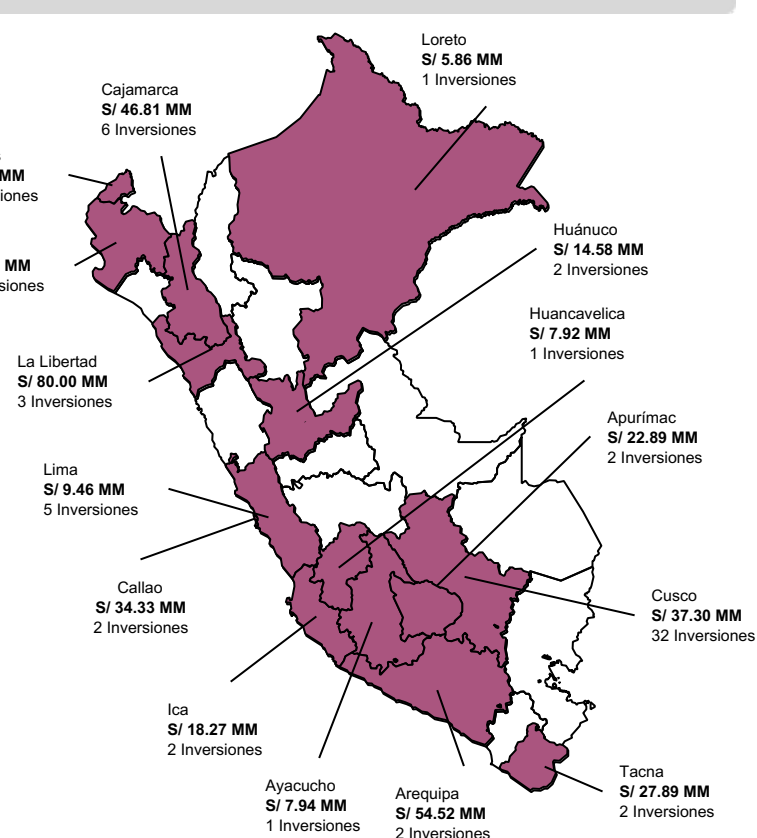 Loreto
S/ 5.86 MM
1 Inversiones
Cajamarca
S/ 46.81 MM
6 Inversiones
MM
MM
Huánuco
S/ 14.58 MM
2 Inversiones
Huancavelica
S/ 7.92 MM
1 Inversiones
La Libertad
S/ 80.00 MM
3 Inversiones
Apurímac
S/ 22.89 MM
2 Inversiones
Lima
S/ 9.46 MM
5 Inversiones
Callao
S/ 34.33 MM
2 Inversiones
Cusco
S/ 37.30 MM
32 Inversiones
Ica
S/ 18.27 MM
2 Inversiones
Ayacucho
S/ 7.94 MM
1 Inversiones
Arequipa
S/ 54.52 MM
2 Inversiones
Tacna
S/ 27.89 MM
2 Inversiones